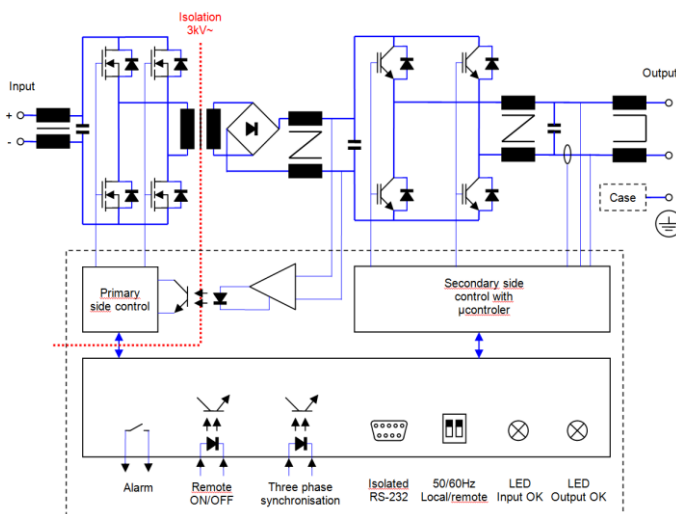 Isolation
3kV~
Input
Output
+
-
Case
Primary
side control
Secondary side
control with
µcontroler
Alarm
Remote
ON/OFF
Three phase
synchronisation
Isolated
RS-232
50/60Hz
Local/remote
LED
Input OK
LED
Output OK